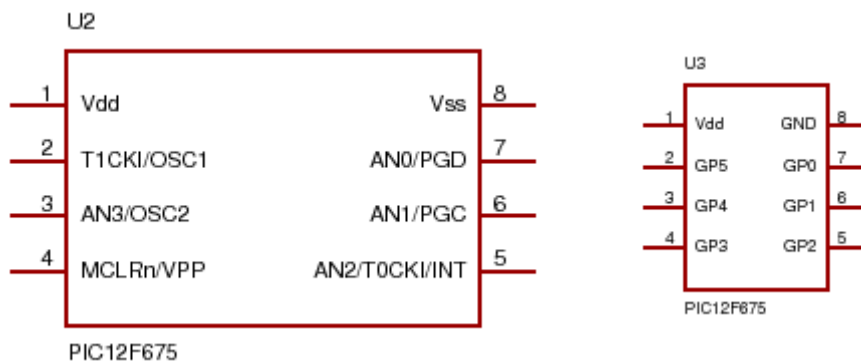 U2
1 Vdd Vss 8
2 T1CKI/OSC1 AN0/PGD 7
3 AN3/OSC2 AN1/PGC 6
4 MCLRn/VPP AN2/T0CKI/INT 5
PIC12F675
U3
1 Vdd GND 8
2 GP5 GP0 7
3 GP4 GP1 6
4 GP3 GP2 5
PIC12F675